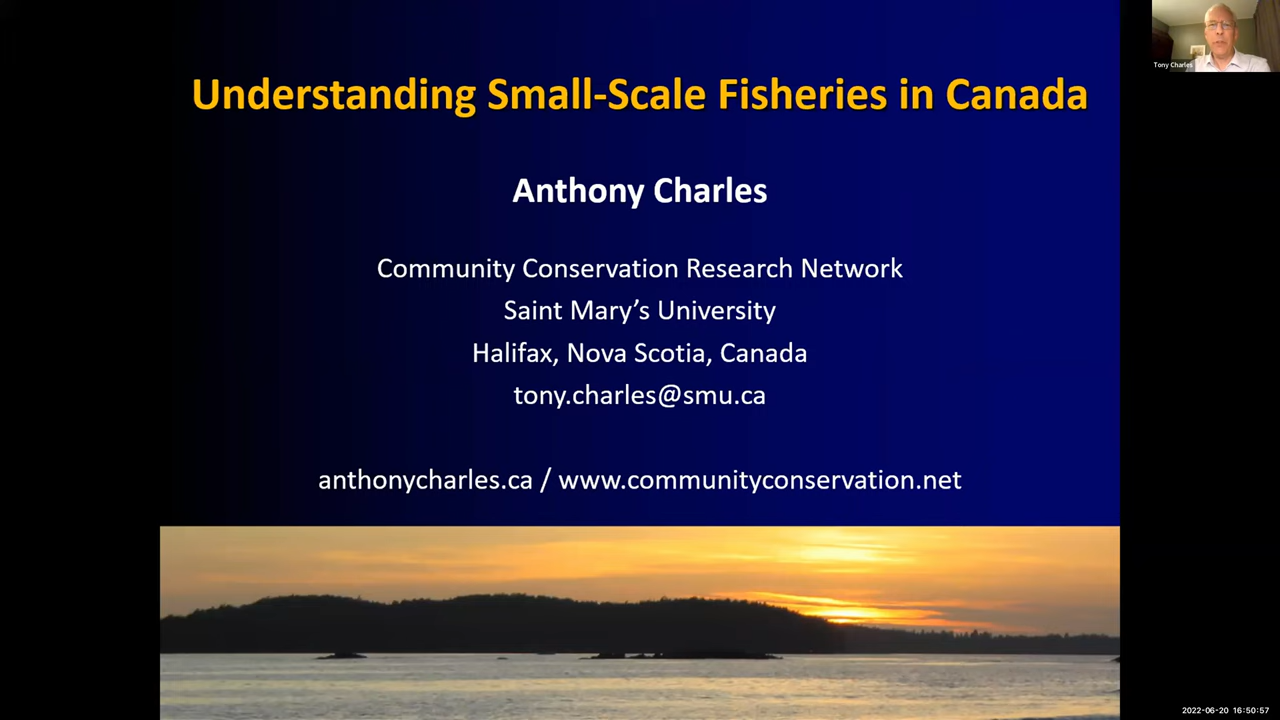 Understanding Small-Scale Fisheries in Canada
Tony Charles
Anthony Charles
Community Conservation Research Network
Saint Mary’s University
Halifax, Nova Scotia, Canada
tony.charles@smu.ca
anthonycharles.ca / www.communityconservation.net
2022-06-20 16:50:57